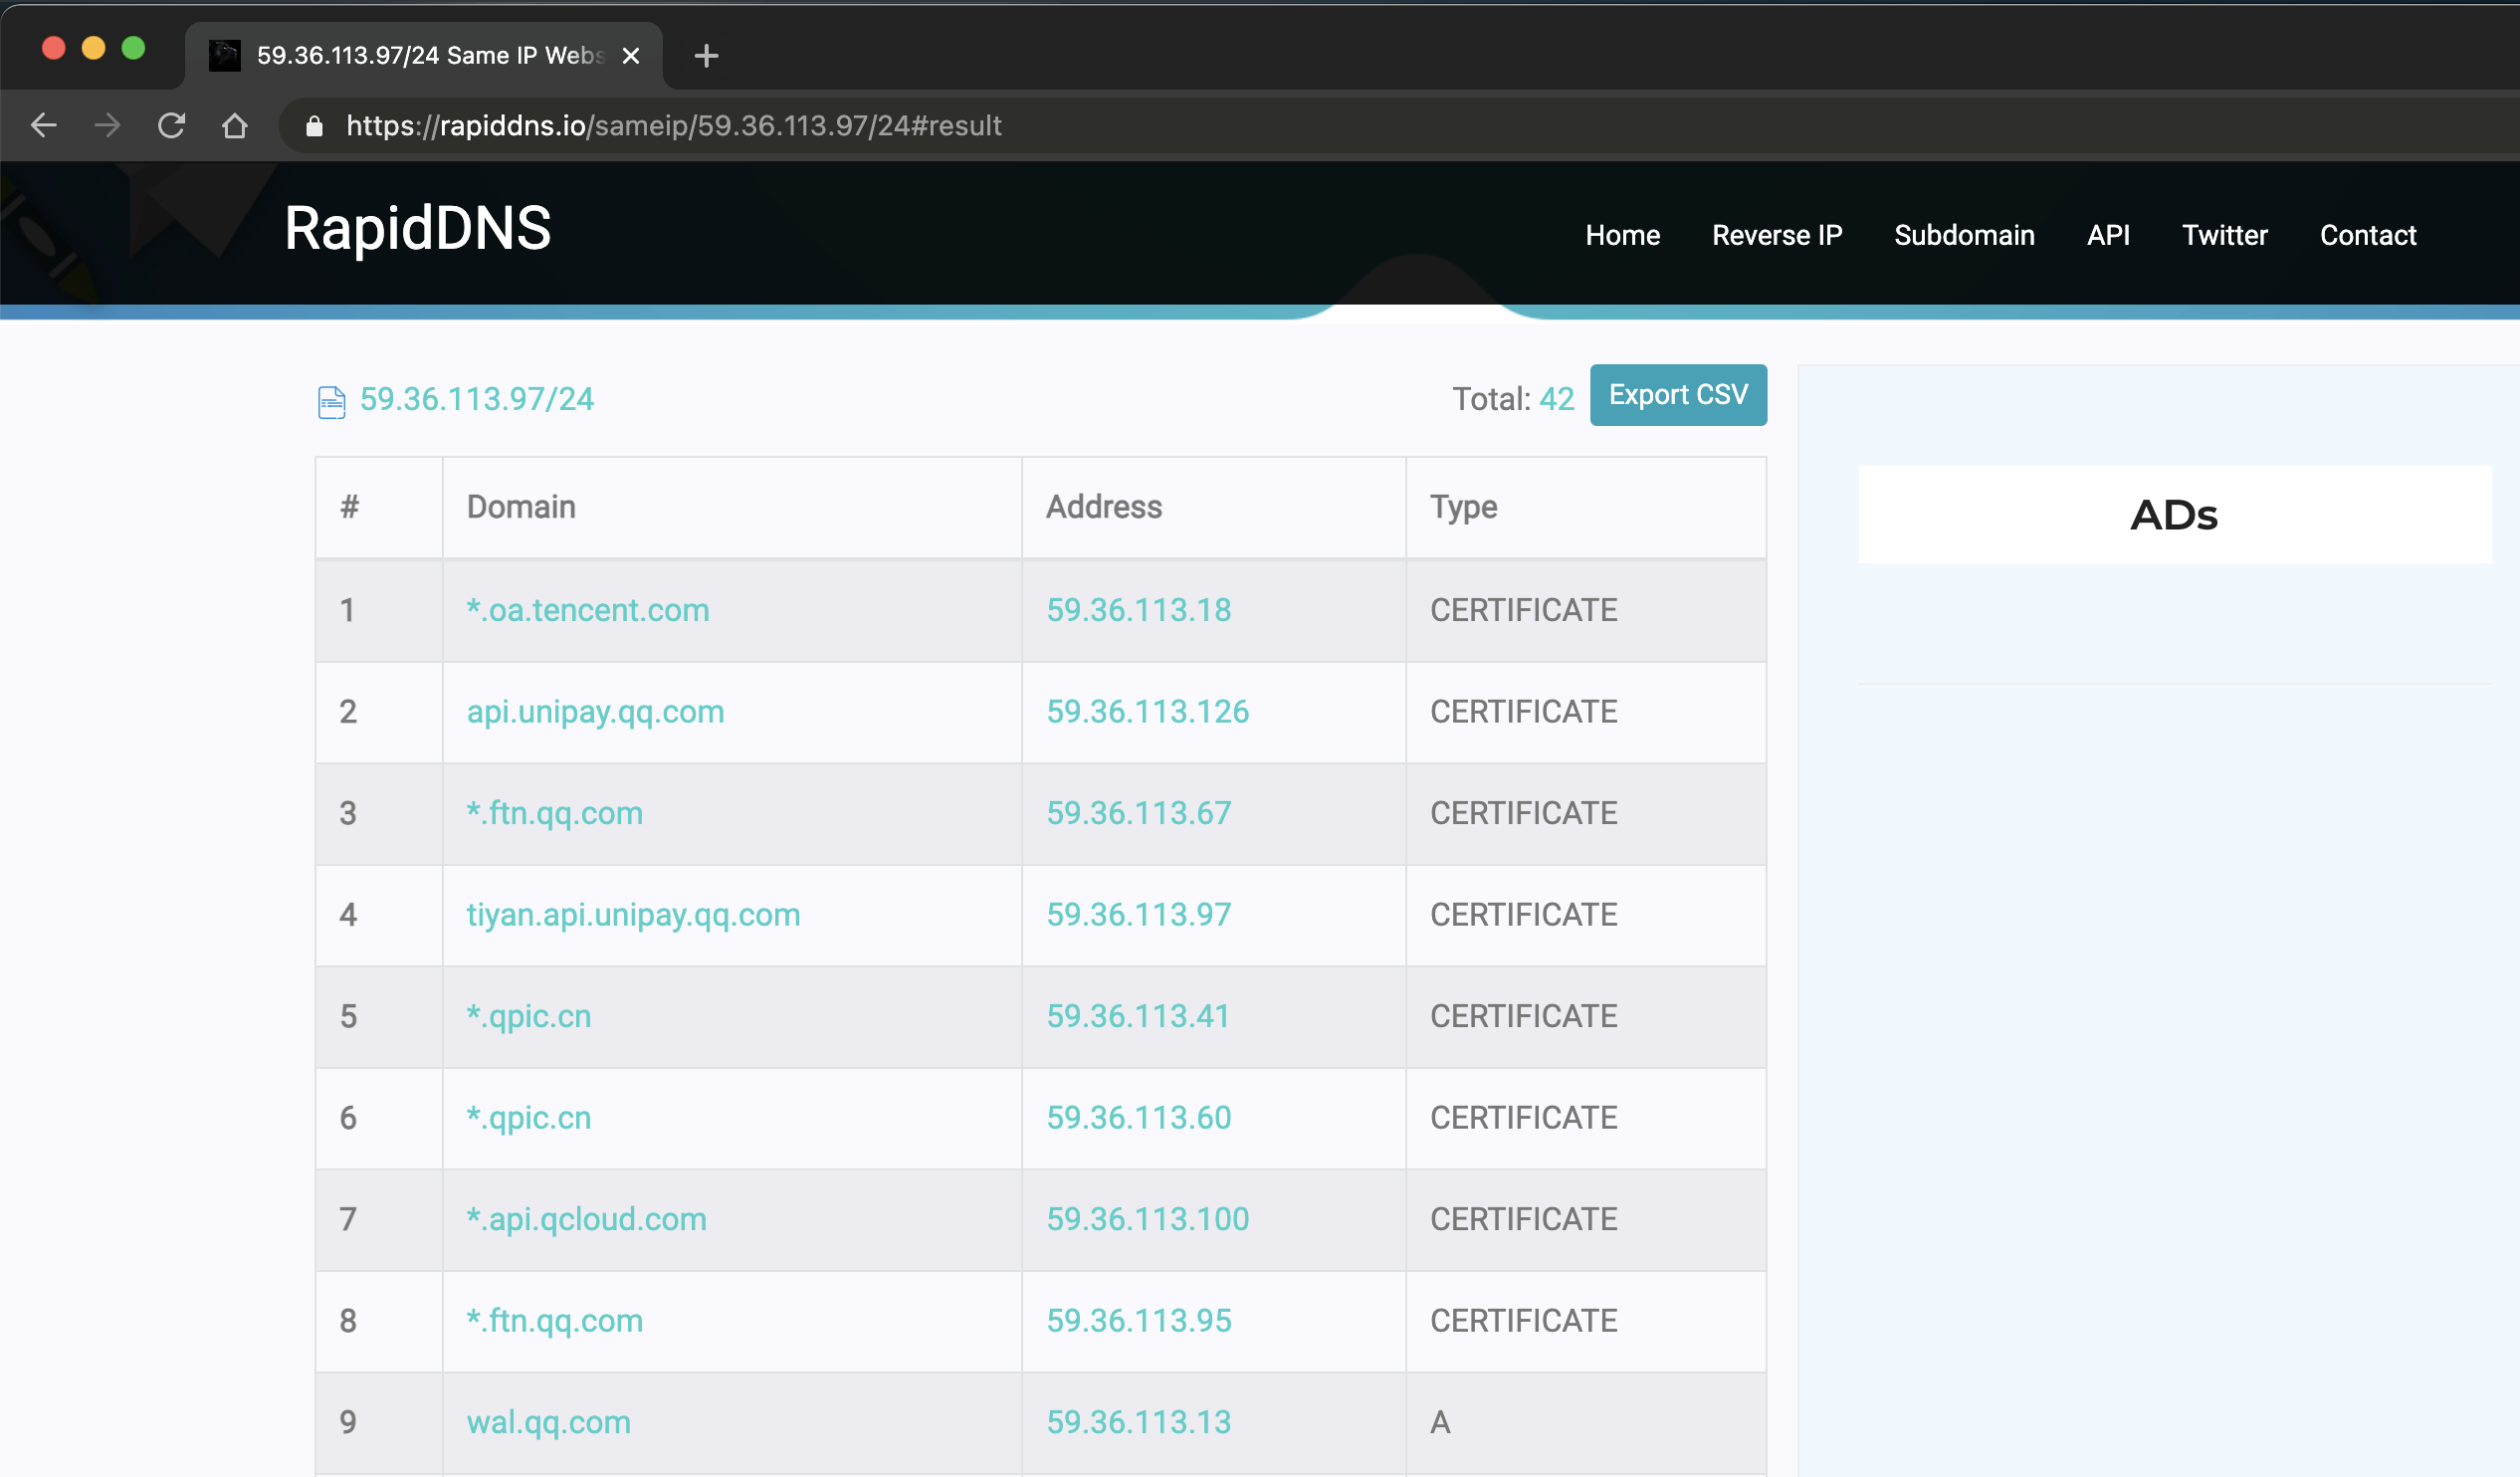 59.36.113.97/24 Same IP Webs
https://rapiddns.io/sameip/59.36.113.97/24#result
RapidDNS
Home Reverse IP Subdomain API Twitter Contact
59.36.113.97/24 Total: 42 Export CSV
ADs
# Domain Address Type
1 *.oa.tencent.com 59.36.113.18 CERTIFICATE
2 api.unipay.qq.com 59.36.113.126 CERTIFICATE
3 *.ftn.qq.com 59.36.113.67 CERTIFICATE
4 tiyan.api.unipay.qq.com 59.36.113.97 CERTIFICATE
5 *.qpic.cn 59.36.113.41 CERTIFICATE
6 *.qpic.cn 59.36.113.60 CERTIFICATE
7 *.api.qcloud.com 59.36.113.100 CERTIFICATE
8 *.ftn.qq.com 59.36.113.95 CERTIFICATE
9 wal.qq.com 59.36.113.13 A